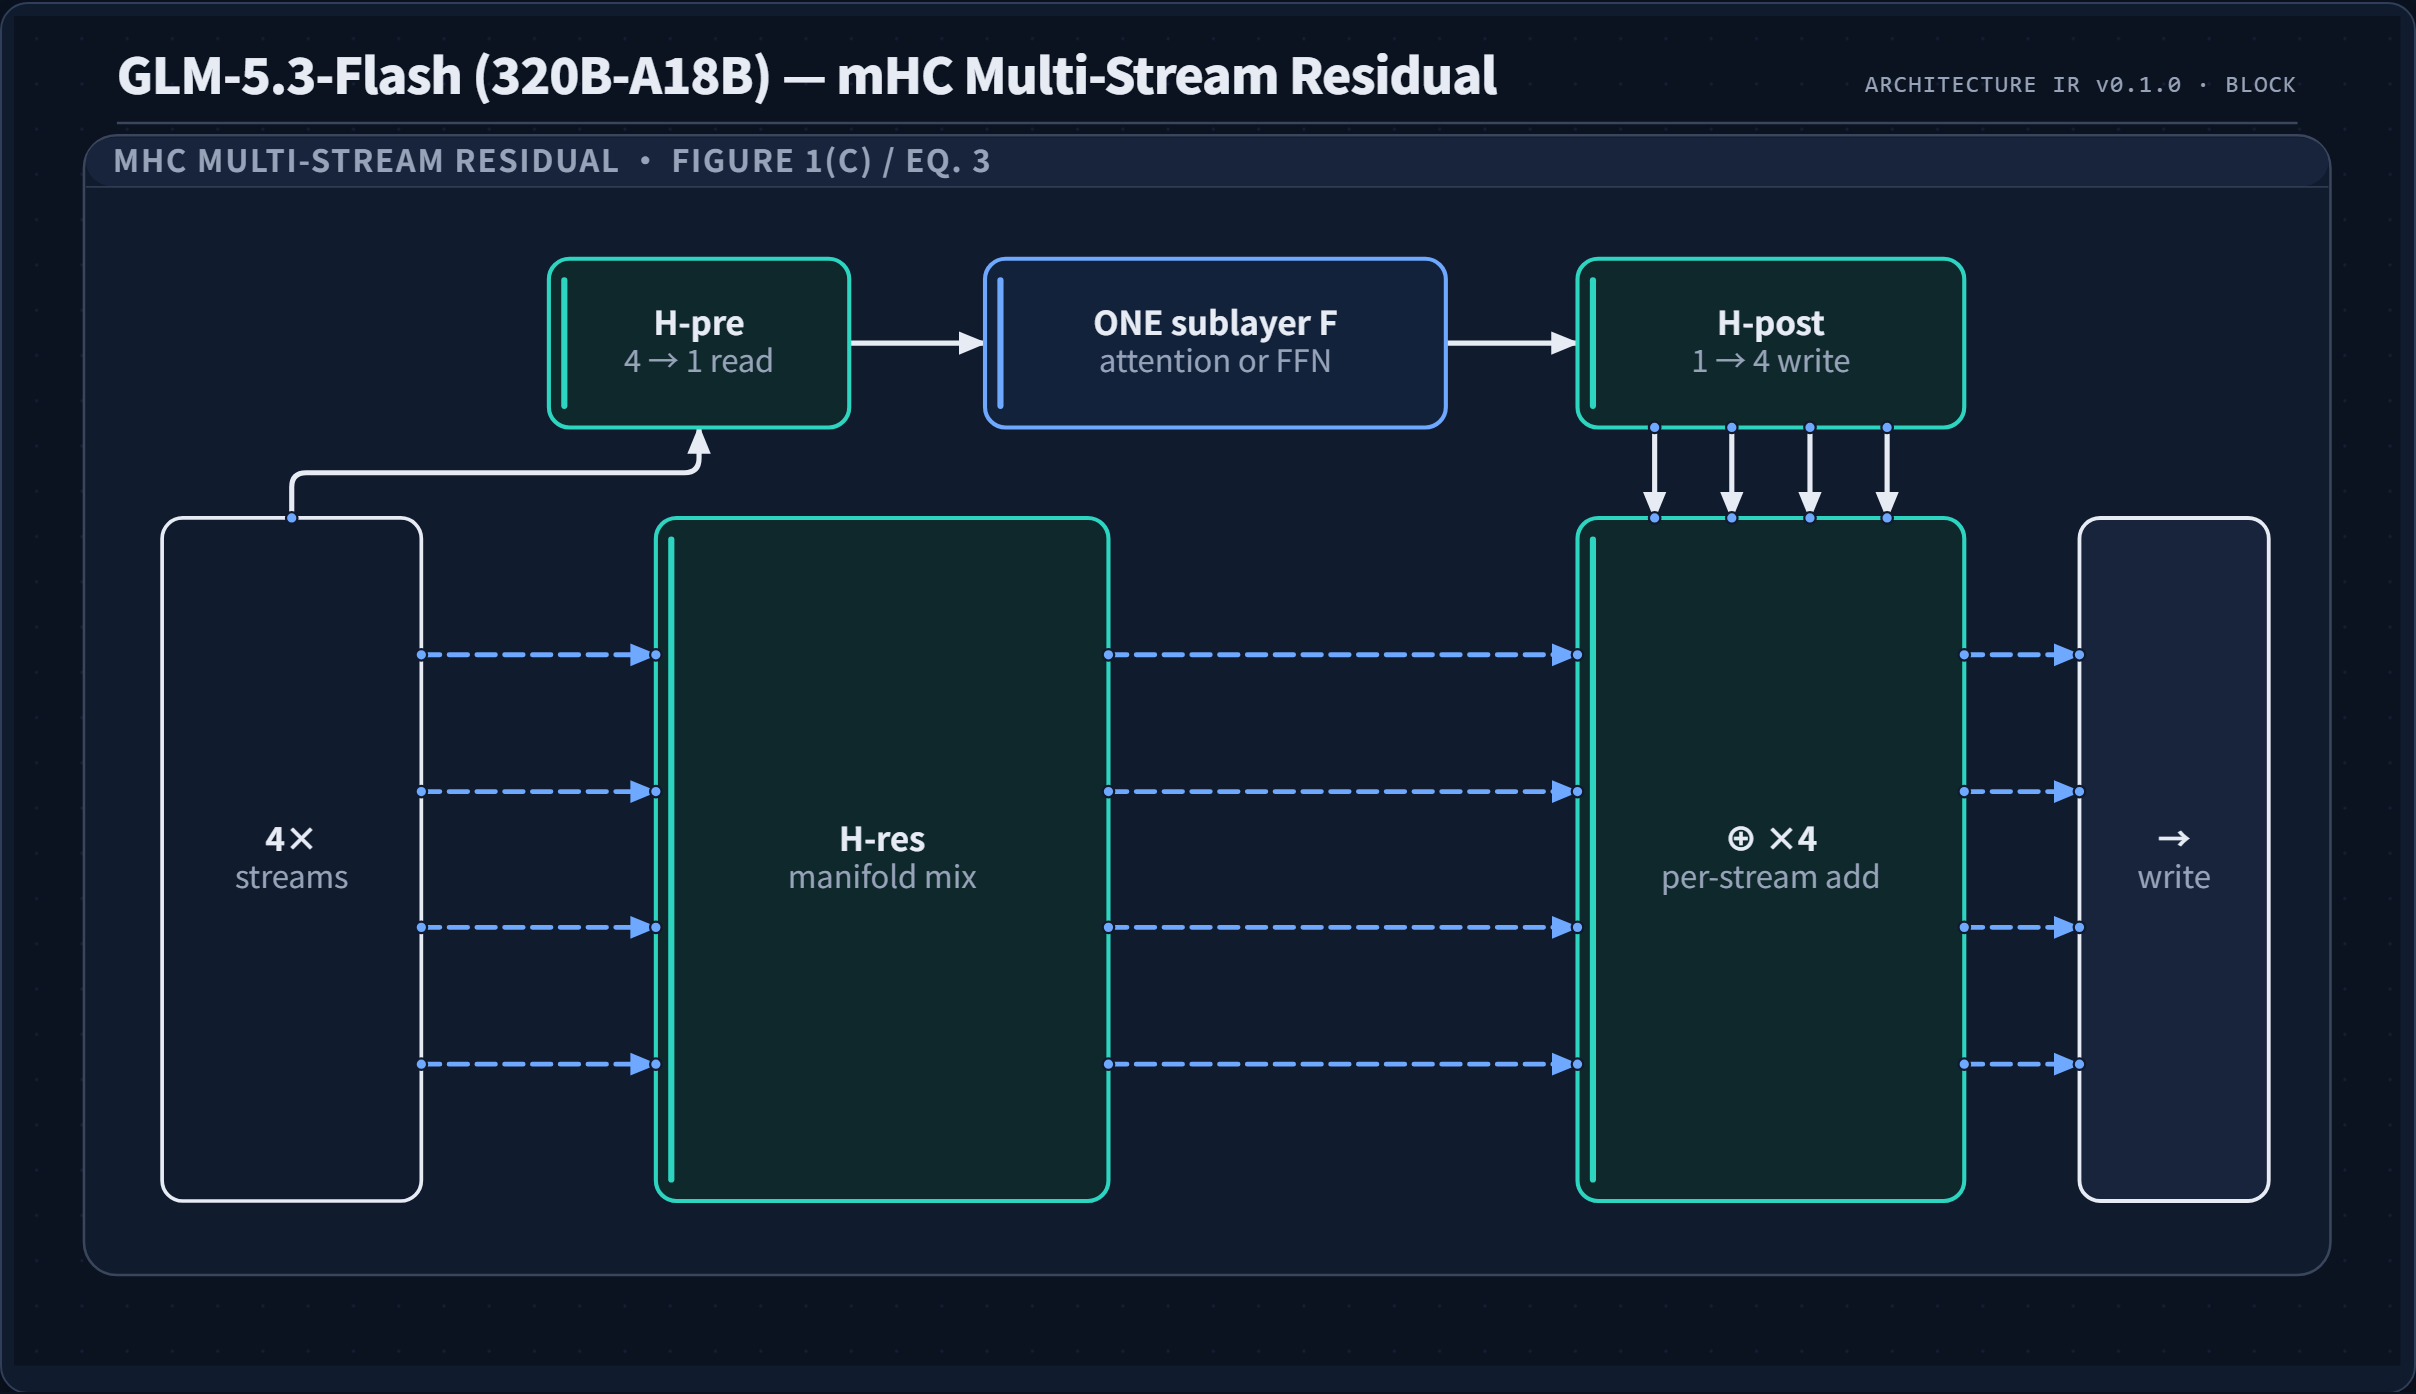 GLM-5.3-Flash (320B-A18B) — mHC Multi-Stream Residual
ARCHITECTURE IR v0.1.0 · BLOCK
MHC MULTI-STREAM RESIDUAL • FIGURE 1(C) / EQ. 3
H-pre
4 → 1 read
ONE sublayer F
attention or FFN
H-post
1 → 4 write
4×
streams
H-res
manifold mix
⊕ ×4
per-stream add
→
write